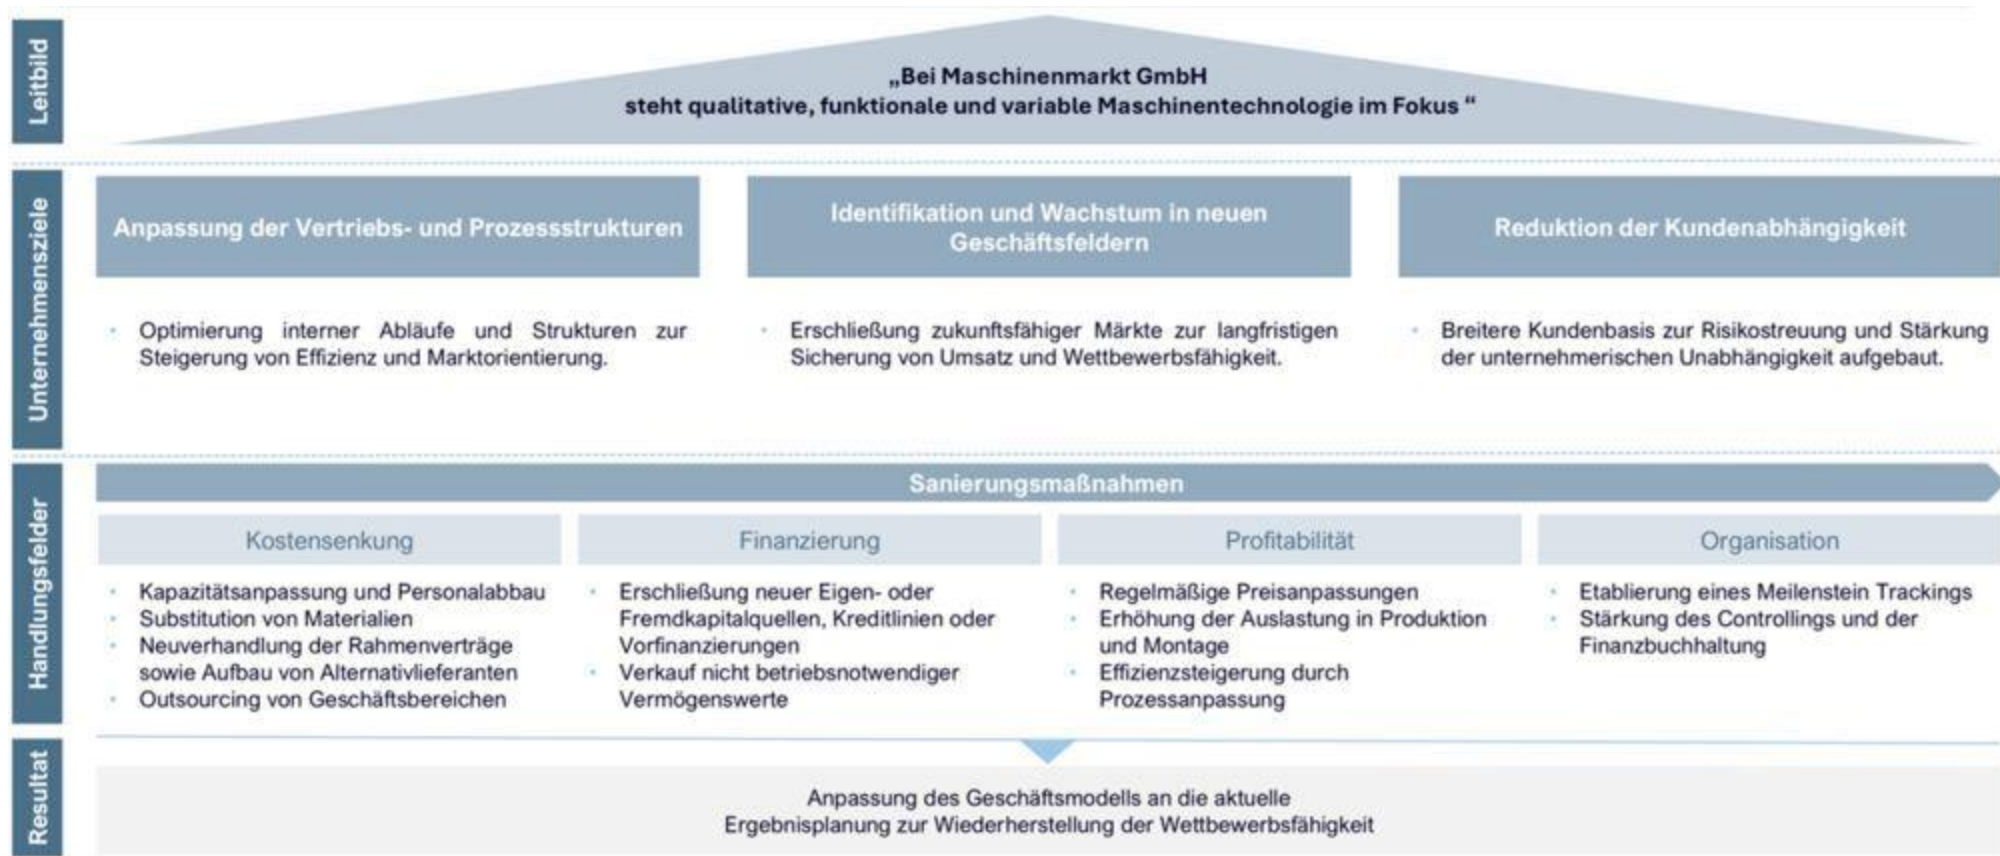 Leitbild
„Bei Maschinenmarkt GmbH
steht qualitative, funktionale und variable Maschinentechnologie im Fokus “
Unternehmensziele
Anpassung der Vertriebs- und Prozessstrukturen
Optimierung interner Abläufe und Strukturen zur
Steigerung von Effizienz und Marktorientierung.
Identifikation und Wachstum in neuen
Geschäftsfeldern
Erschließung zukunftsfähiger Märkte zur langfristigen
Sicherung von Umsatz und Wettbewerbsfähigkeit.
Reduktion der Kundenabhängigkeit
Breitere Kundenbasis zur Risikostreuung und Stärkung
der unternehmerischen Unabhängigkeit aufgebaut.
Handlungsfelder
Sanierungsmaßnahmen
Kostensenkung
Kapazitätsanpassung und Personalabbau
Substitution von Materialien
Neuverhandlung der Rahmenverträge
sowie Aufbau von Alternativlieferanten
Outsourcing von Geschäftsbereichen
Finanzierung
Erschließung neuer Eigen- oder
Fremdkapitalquellen, Kreditlinien oder
Vorfinanzierungen
Verkauf nicht betriebsnotwendiger
Vermögenswerte
Profitabilität
Regelmäßige Preisanpassungen
Erhöhung der Auslastung in Produktion
und Montage
Effizienzsteigerung durch
Prozessanpassung
Organisation
Etablierung eines Meilenstein Trackings
Stärkung des Controllings und der
Finanzbuchhaltung
Resultat
Anpassung des Geschäftsmodells an die aktuelle
Ergebnisplanung zur Wiederherstellung der Wettbewerbsfähigkeit